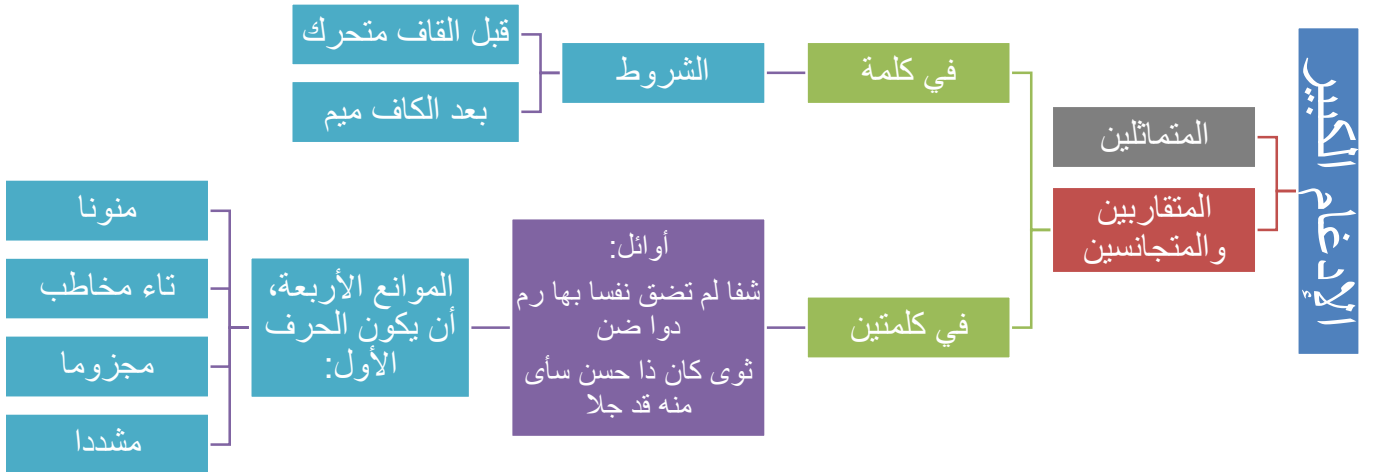 الإدغام الكبير
المتماثلين
المتقاربين
والمتجانسين
في كلمة
الشروط
قبل القاف متحرك
بعد الكاف ميم
في كلمتين
أوائل:
شفا لم تضق نفسا بها رم
دوا ضن
ثوى كان ذا حسن سأى
منه قد جلا
الموانع الأربعة،
أن يكون الحرف
الأول:
منونا
تاء مخاطب
مجزوما
مشددا